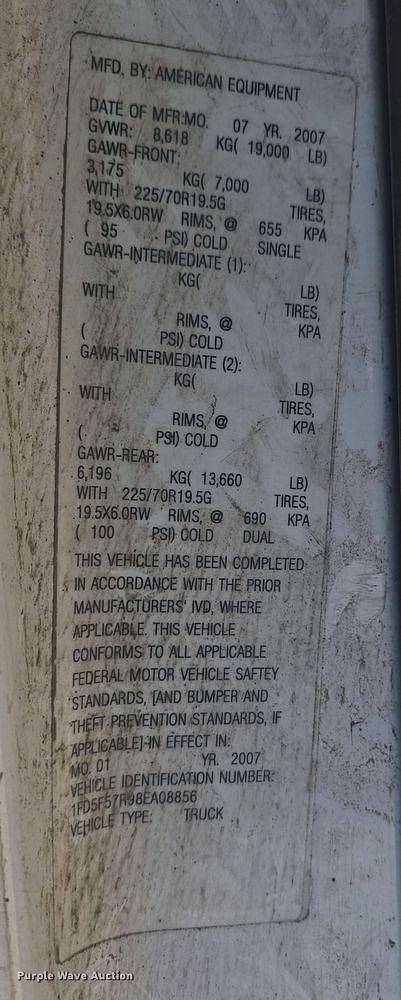 MFD. BY: AMERICAN EQUIPMENT
DATE OF MFR:MO. 07 YR. 2007
GVWR: 8,618 KG( 19,000 LB)
GAWR-FRONT:
3,175 KG( 7,000 LB)
WITH 225/70R19.5G TIRES,
19.5X6.0RW RIMS, @ 655 KPA
( 95 PSI) COLD SINGLE
GAWR-INTERMEDIATE (1):
KG( LB)
WITH TIRES,
RIMS, @ KPA
( PSI) COLD
GAWR-INTERMEDIATE (2):
KG( LB)
WITH TIRES,
RIMS, @ KPA
( PSI) COLD
GAWR-REAR:
6,196 KG( 13,660 LB)
WITH 225/70R19.5G TIRES,
19.5X6.0RW RIMS, @ 690 KPA
( 100 PSI) COLD DUAL
THIS VEHICLE HAS BEEN COMPLETED
IN ACCORDANCE WITH THE PRIOR
MANUFACTURERS' IVD, WHERE
APPLICABLE. THIS VEHICLE
CONFORMS TO ALL APPLICABLE
FEDERAL MOTOR VEHICLE SAFTEY
STANDARDS, [AND BUMPER AND
THEFT PREVENTION STANDARDS, IF
APPLICABLE] IN EFFECT IN:
MO. 01 YR. 2007
VEHICLE IDENTIFICATION NUMBER:
1FD5F57R98EA08856
VEHICLE TYPE: TRUCK
Purple Wave Auction